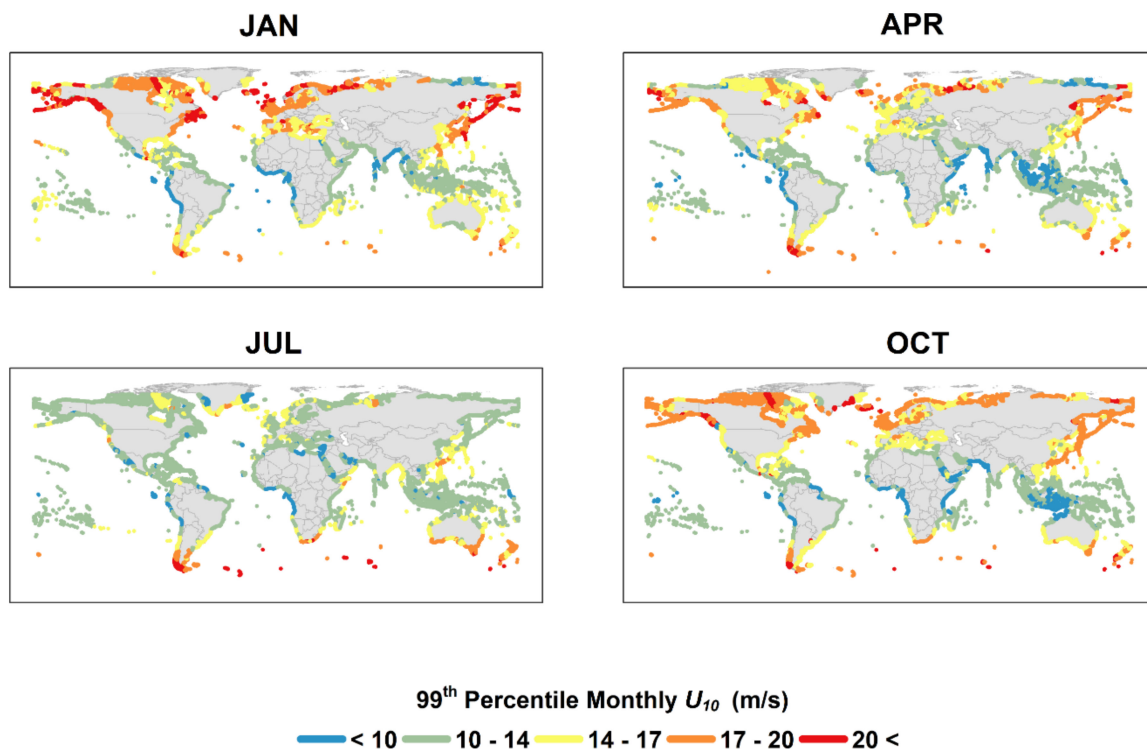 JAN
APR
JUL
OCT
99th Percentile Monthly U10 (m/s)
< 10 10 - 14 14 - 17 17 - 20 20 <